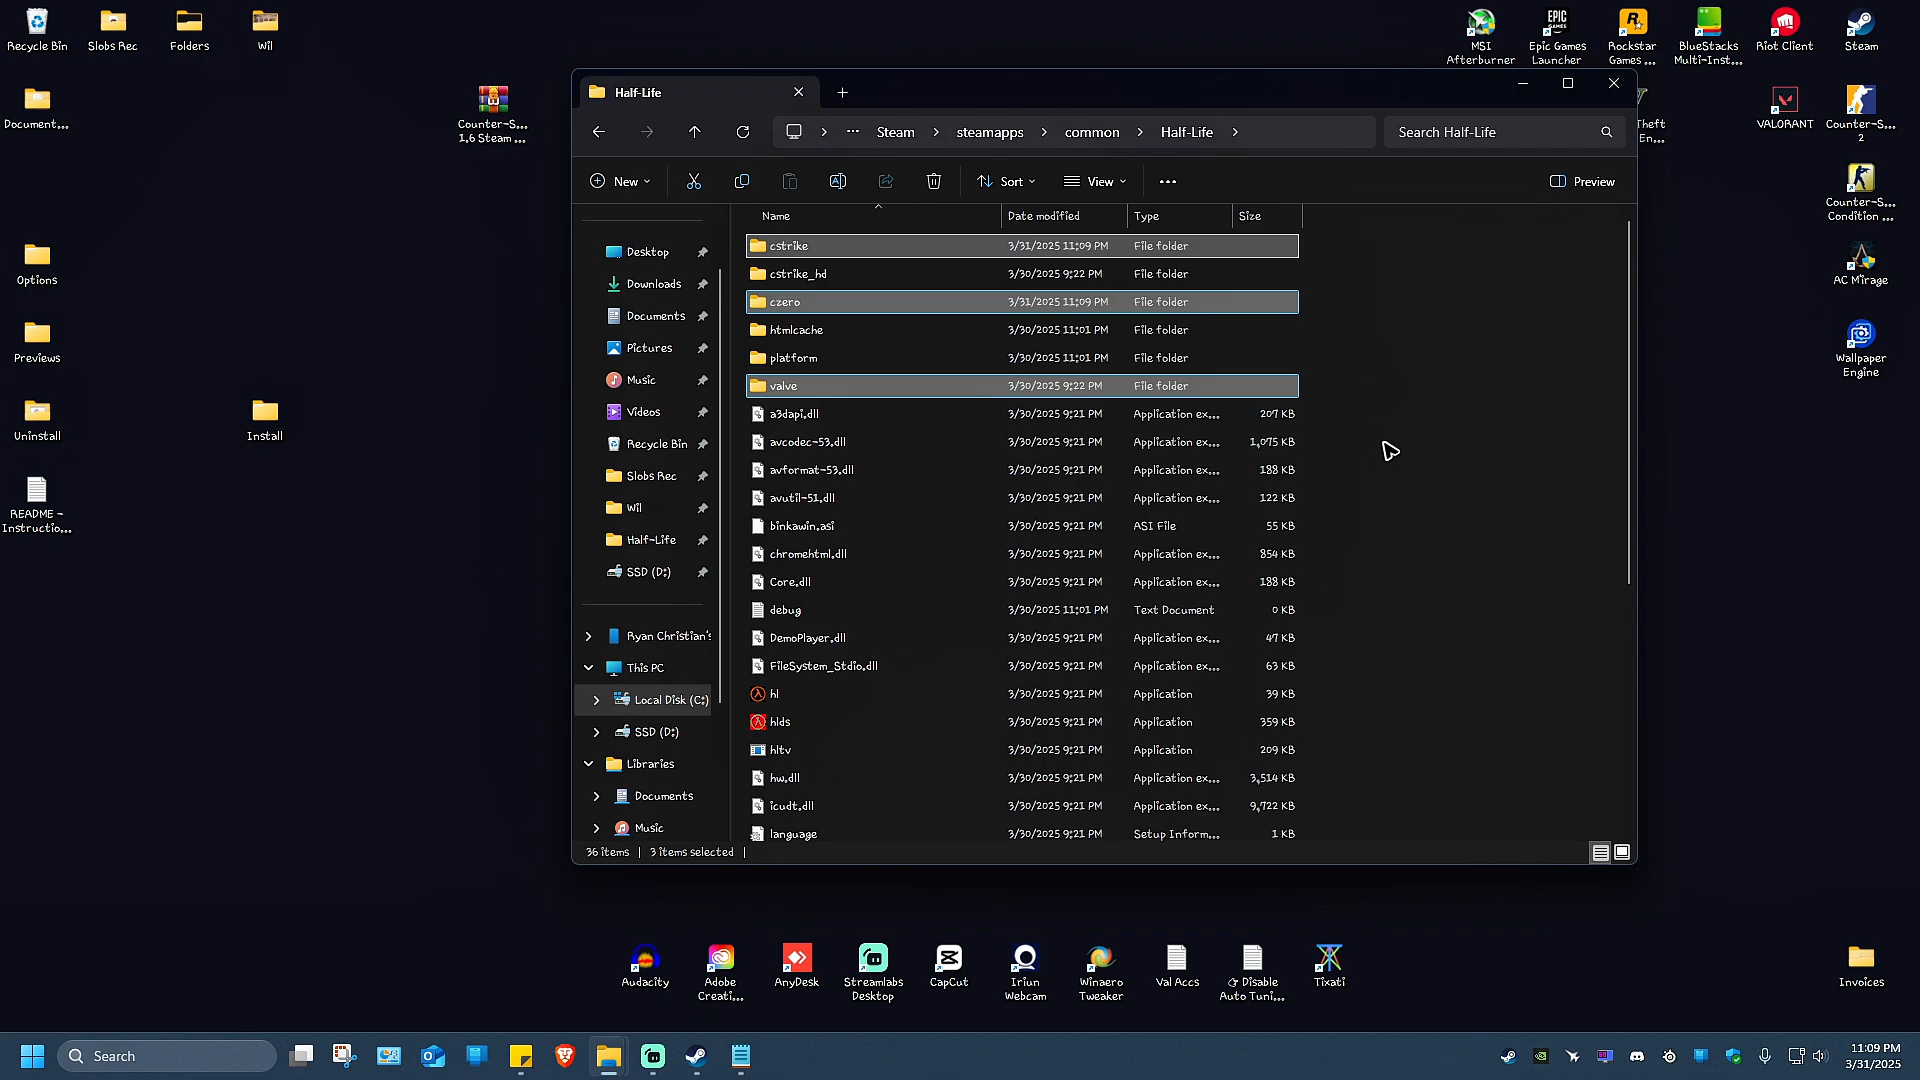 Recycle Bin
Slobs Rec
Folders
Wil
MSI
Afterburner
Epic Games
Launcher
Rockstar
Games ...
BlueStacks
Multi-Inst...
Riot Client
Steam
Document...
Counter-S...
1.6 Steam ...
Theft
En...
VALORANT
Counter-S...
2
Counter-S...
Condition ...
Options
AC Mirage
Previews
Wallpaper
Engine
Uninstall
Install
README -
Instructio...
Half-Life
Steam
steamapps
common
Half-Life
Search Half-Life
New
Sort
View
Preview
Name
Date modified
Type
Size
Desktop
Downloads
Documents
Pictures
Music
Videos
Recycle Bin
Slobs Rec
Wil
Half-Life
SSD (D:)
Ryan Christian's
This PC
Local Disk (C:)
SSD (D:)
Libraries
Documents
Music
cstrike 3/31/2025 11:09 PM File folder
cstrike_hd 3/30/2025 9:22 PM File folder
czero 3/31/2025 11:09 PM File folder
htmlcache 3/30/2025 11:01 PM File folder
platform 3/30/2025 11:01 PM File folder
valve 3/30/2025 9:22 PM File folder
a3dapi.dll 3/30/2025 9:21 PM Application ex... 207 KB
avcodec-53.dll 3/30/2025 9:21 PM Application ex... 1,075 KB
avformat-53.dll 3/30/2025 9:21 PM Application ex... 188 KB
avutil-51.dll 3/30/2025 9:21 PM Application ex... 122 KB
binkawin.asi 3/30/2025 9:21 PM ASI File 55 KB
chromehtml.dll 3/30/2025 9:21 PM Application ex... 854 KB
Core.dll 3/30/2025 9:21 PM Application ex... 188 KB
debug 3/30/2025 11:01 PM Text Document 0 KB
DemoPlayer.dll 3/30/2025 9:21 PM Application ex... 47 KB
FileSystem_Stdio.dll 3/30/2025 9:21 PM Application ex... 63 KB
hl 3/30/2025 9:21 PM Application 39 KB
hlds 3/30/2025 9:21 PM Application 359 KB
hltv 3/30/2025 9:21 PM Application 209 KB
hw.dll 3/30/2025 9:21 PM Application ex... 3,514 KB
icudt.dll 3/30/2025 9:21 PM Application ex... 9,722 KB
language 3/30/2025 9:21 PM Setup Inform... 1 KB
36 items | 3 items selected |
Audacity
Adobe
Creati...
AnyDesk
Streamlabs
Desktop
CapCut
Iriun
Webcam
Winaero
Tweaker
Val Accs
👉 Disable
Auto Tuni...
Tixati
Invoices
Search
11:09 PM
3/31/2025